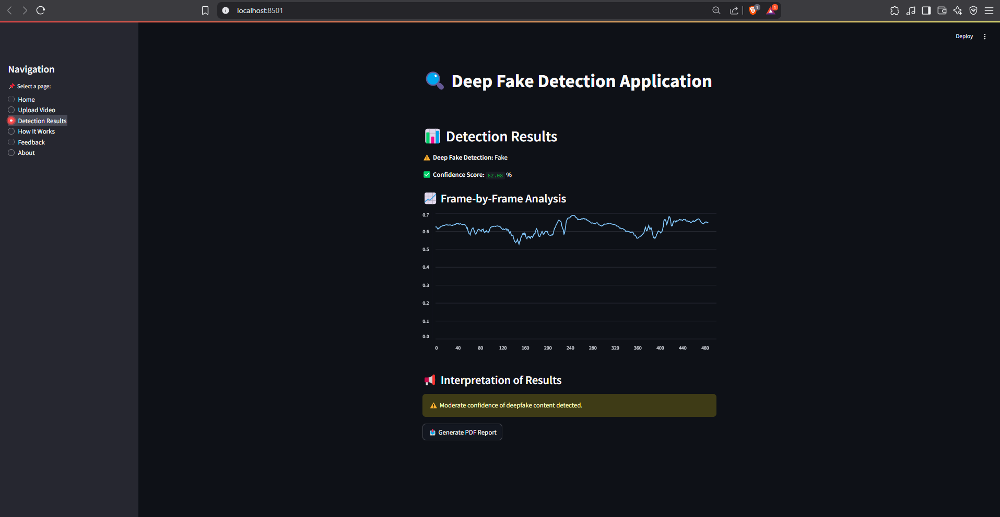 localhost:8501
1
1
Deploy
Navigation
Select a page:
Home
Upload Video
Detection Results
How It Works
Feedback
About
Deep Fake Detection Application
Detection Results
Deep Fake Detection: Fake
Confidence Score: 62.08 %
Frame-by-Frame Analysis
0.7
0.6
0.5
0.4
0.3
0.2
0.1
0.0
0 40 80 120 160 200 240 280 320 360 400 440 480
Interpretation of Results
Moderate confidence of deepfake content detected.
Generate PDF Report